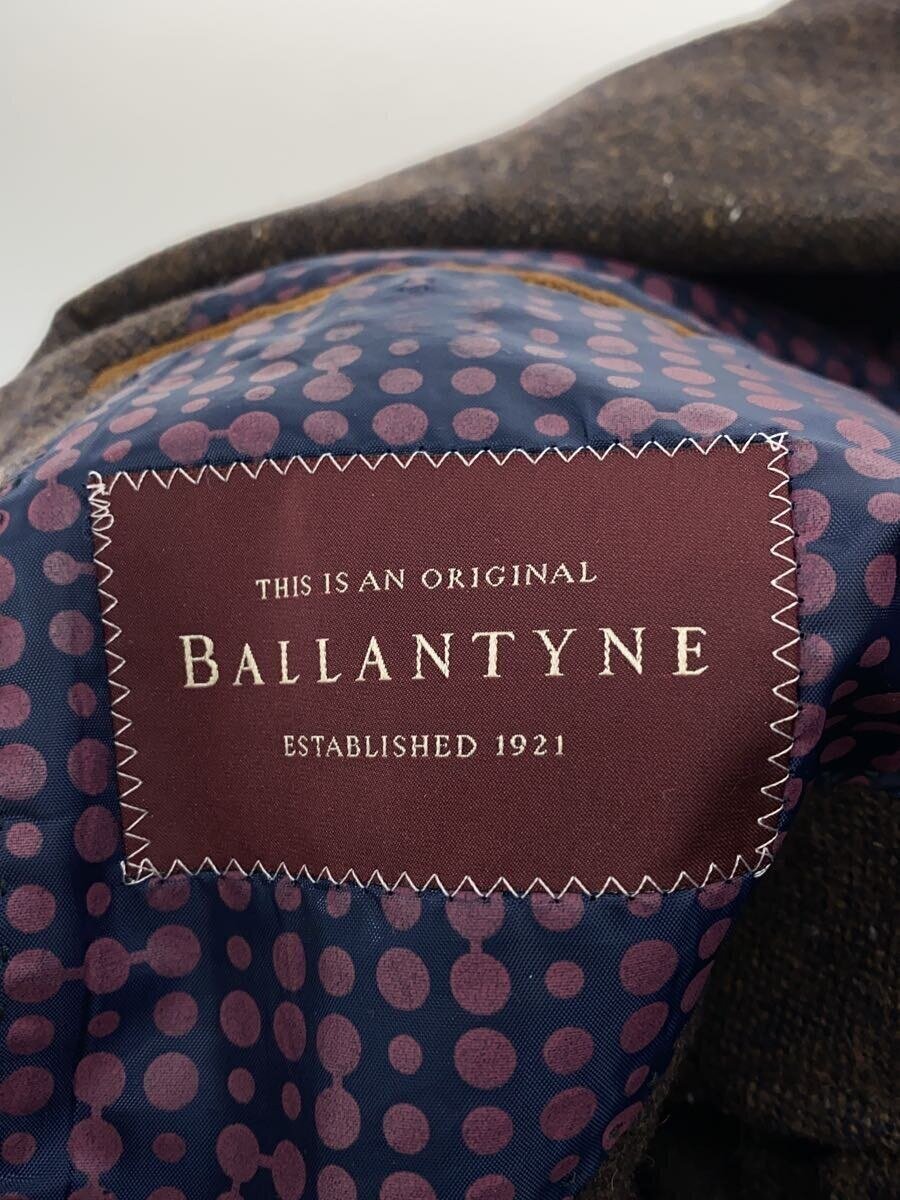 THIS IS AN ORIGINAL
BALLANTYNE
ESTABLISHED 1921